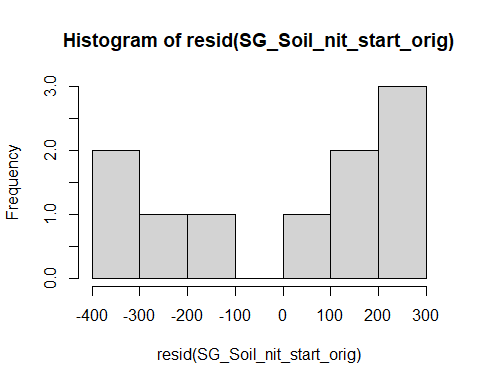 Histogram of resid(SG_Soil_nit_start_orig)
Frequency
3.0
2.0
1.0
0.0
-400 -300 -200 -100 0 100 200 300
resid(SG_Soil_nit_start_orig)